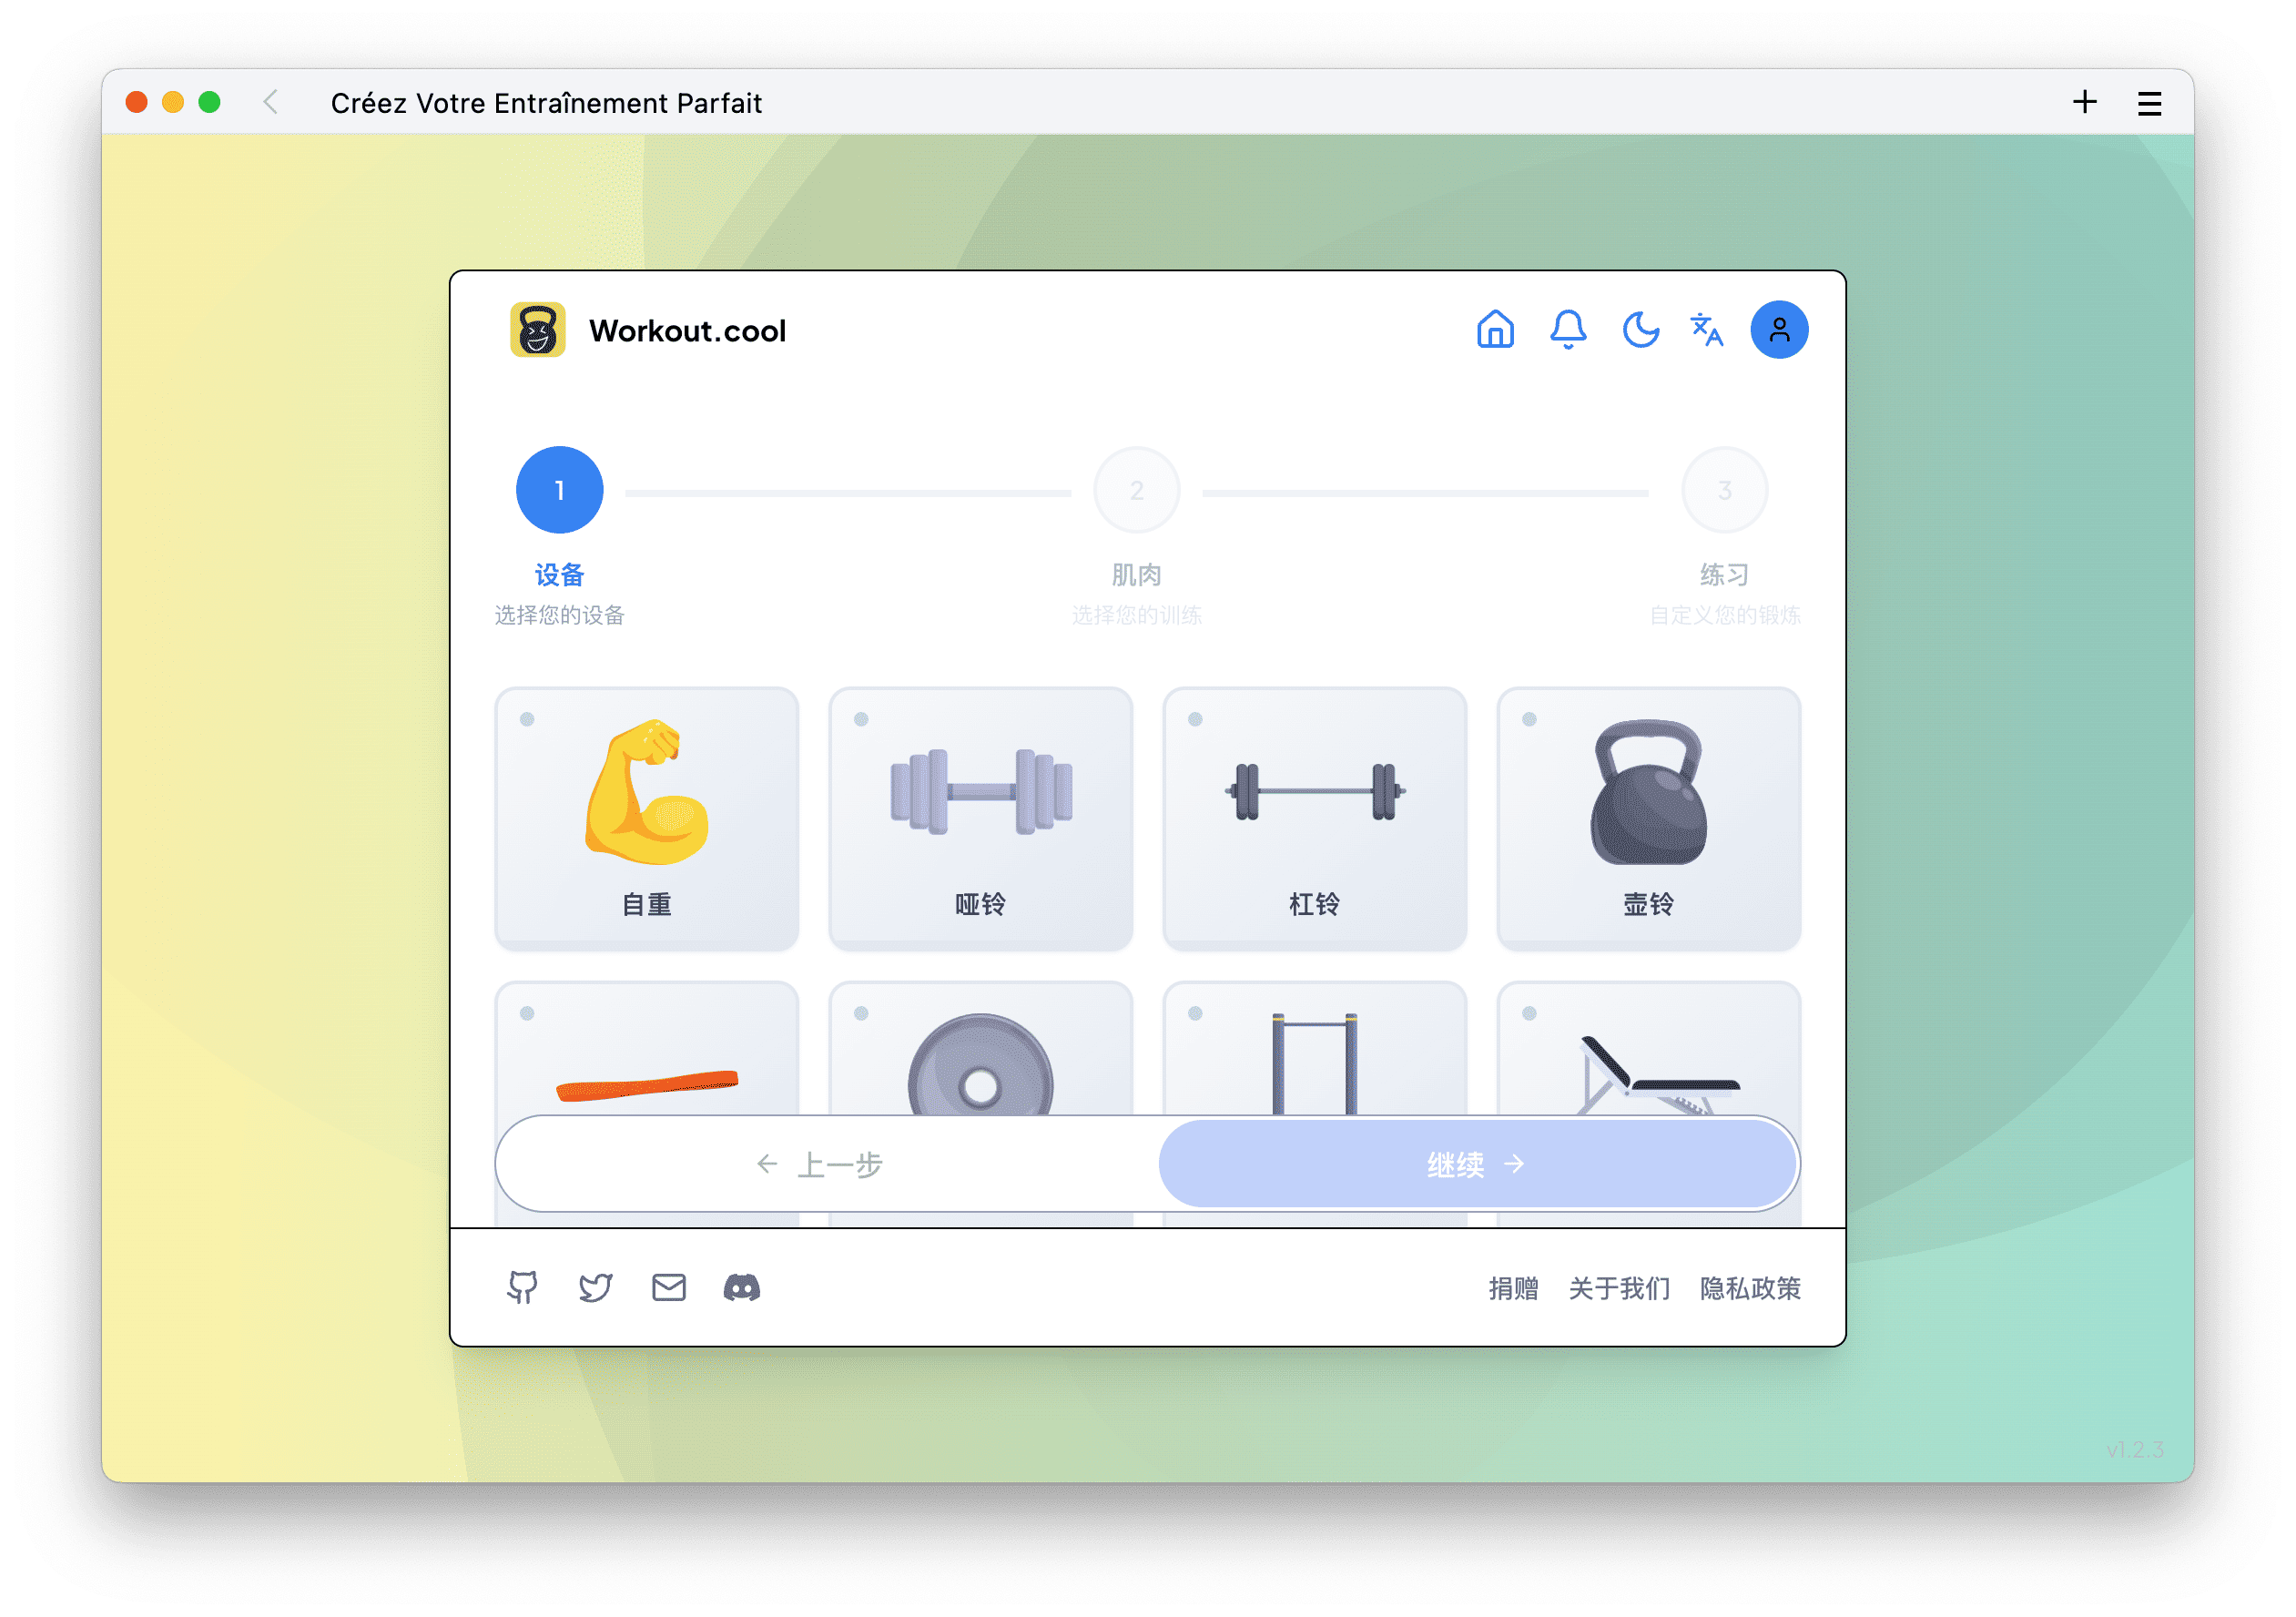 Créez Votre Entraînement Parfait
Workout.cool
1
2
3
设备
肌肉
练习
选择您的设备
选择您的训练
自定义您的锻炼
自重
哑铃
杠铃
壶铃
上一步
继续
捐赠 关于我们 隐私政策
v1.2.3